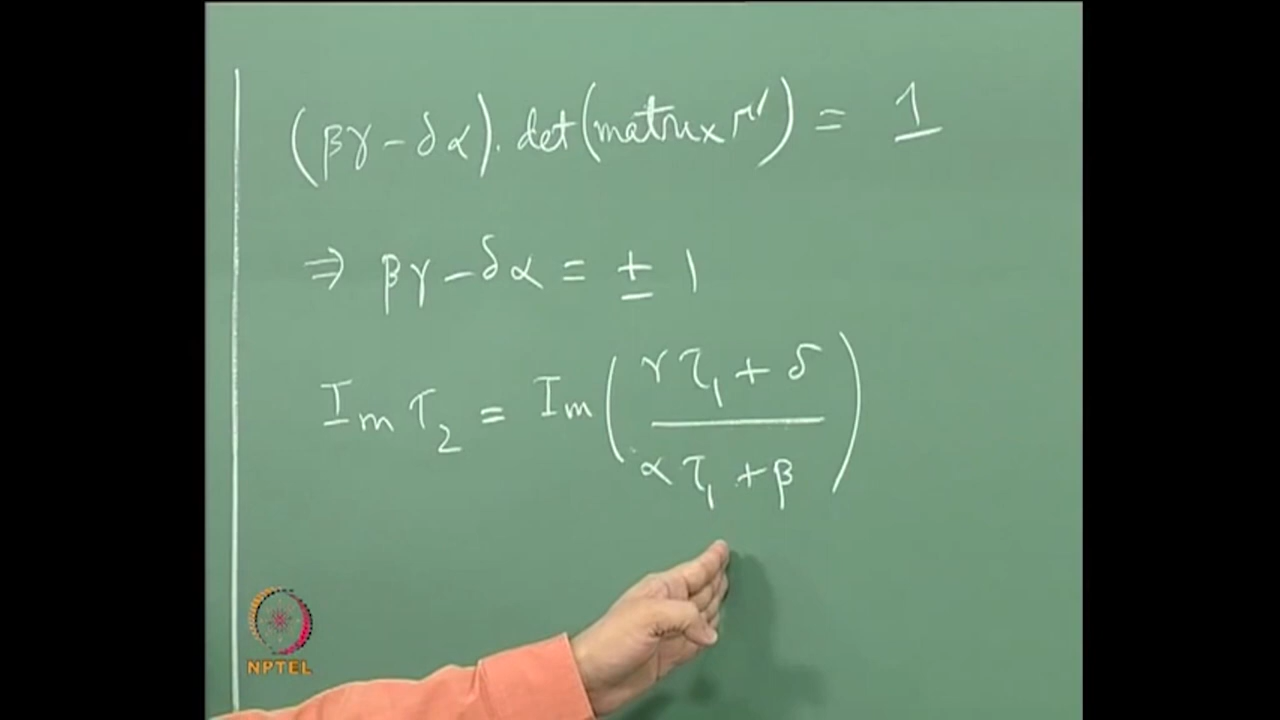 (βγ - δα). det(matrix M') = 1
⇒ βγ - δα = ± 1
Im τ₂ = Im( (γτ₁ + δ) / (ατ₁ + β) )
NPTEL